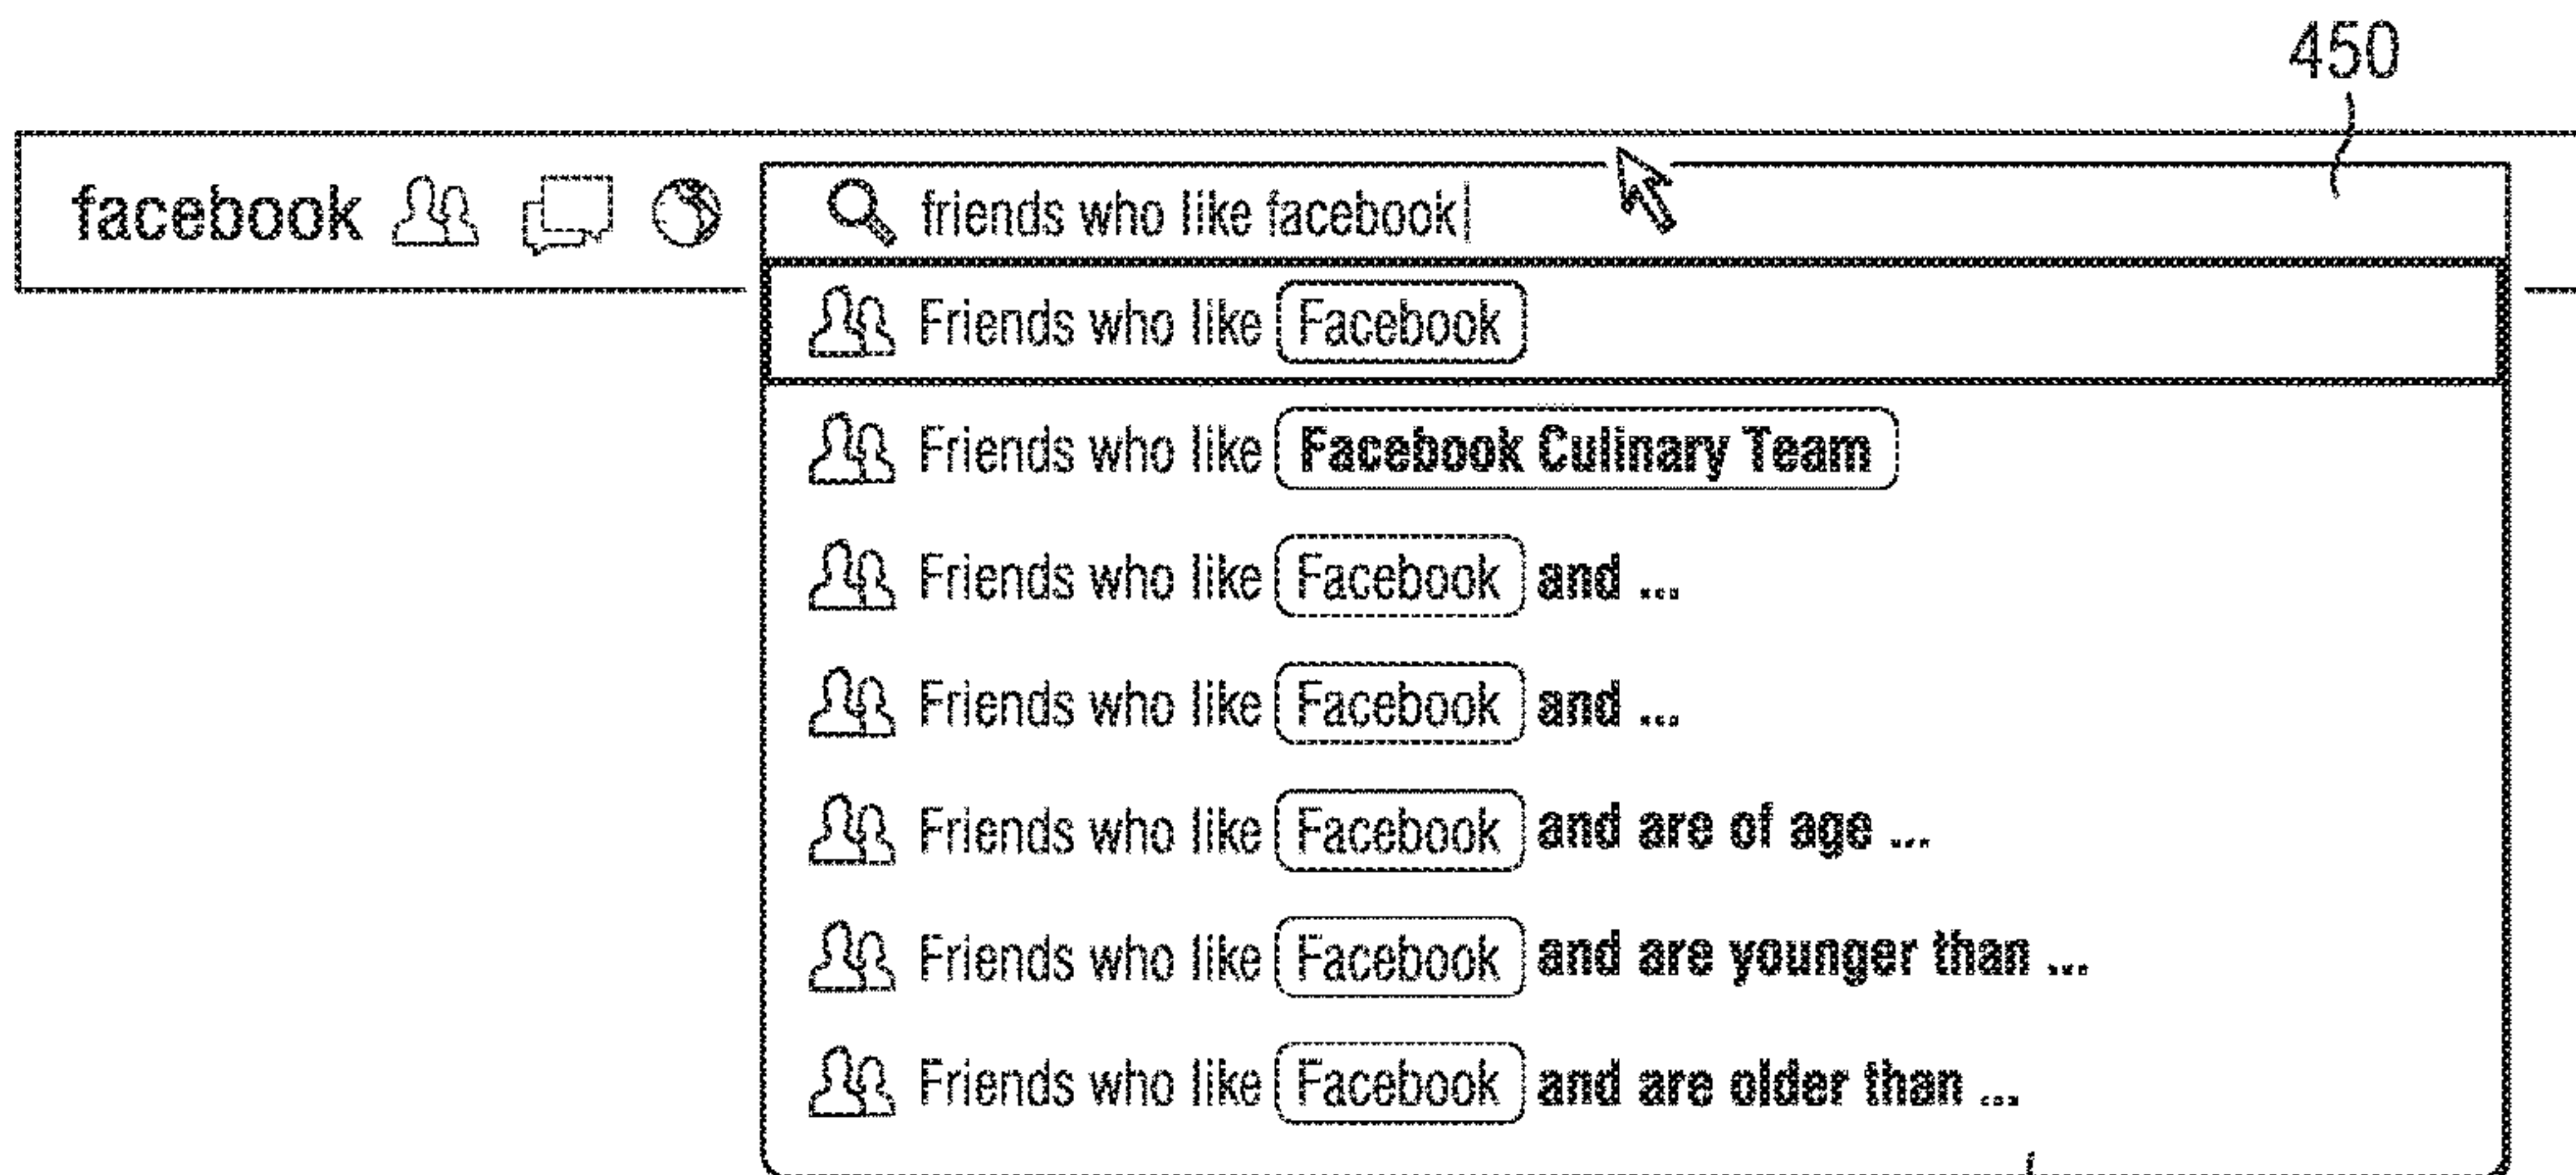 450
facebook friends who like facebook
Friends who like Facebook
Friends who like Facebook Culinary Team
Friends who like Facebook and ...
Friends who like Facebook and ...
Friends who like Facebook and are of age ...
Friends who like Facebook and are younger than ...
Friends who like Facebook and are older than ...